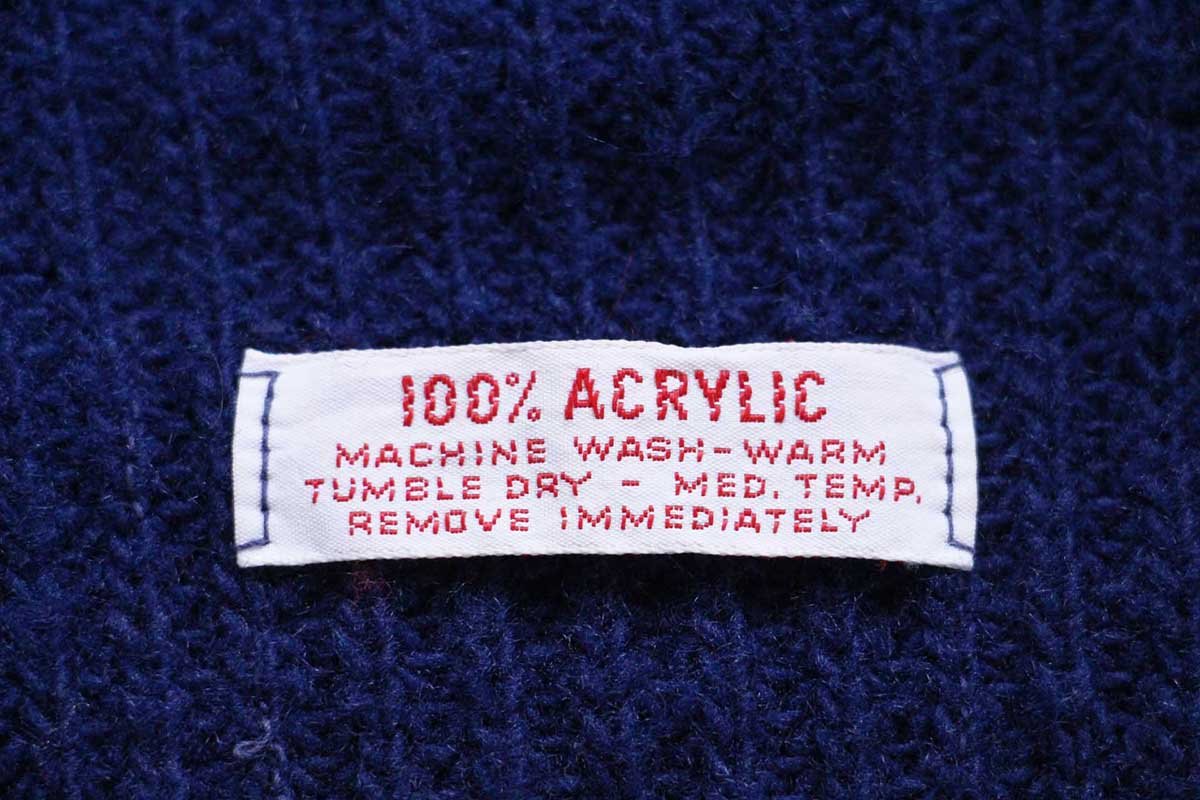 100% ACRYLIC
MACHINE WASH-WARM
TUMBLE DRY - MED. TEMP.
REMOVE IMMEDIATELY